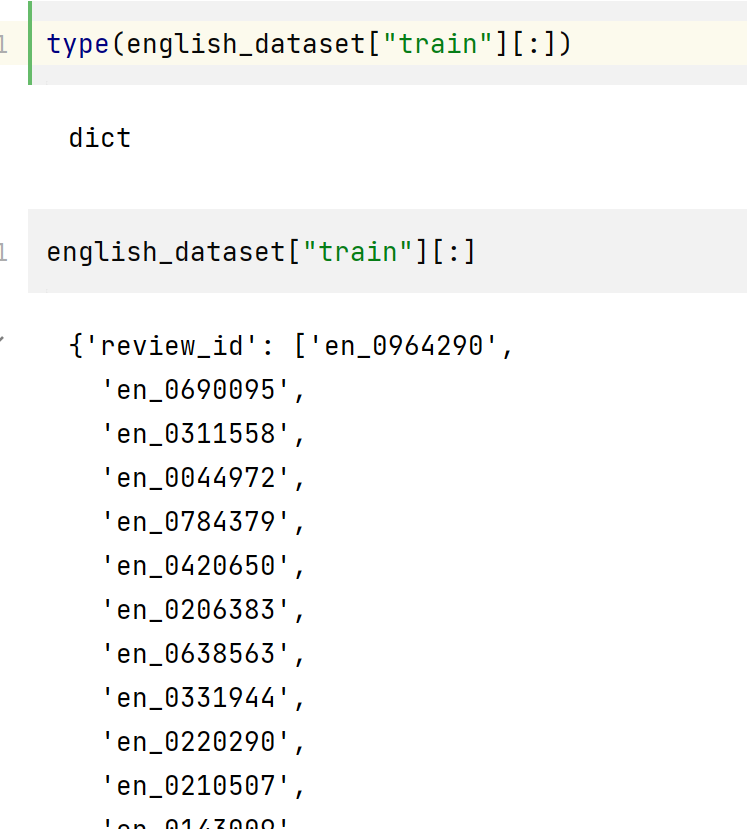 1 type(english_dataset["train"][:])
dict
1 english_dataset["train"][:]
{'review_id': ['en_0964290',
'en_0690095',
'en_0311558',
'en_0044972',
'en_0784379',
'en_0420650',
'en_0206383',
'en_0638563',
'en_0331944',
'en_0220290',
'en_0210507',